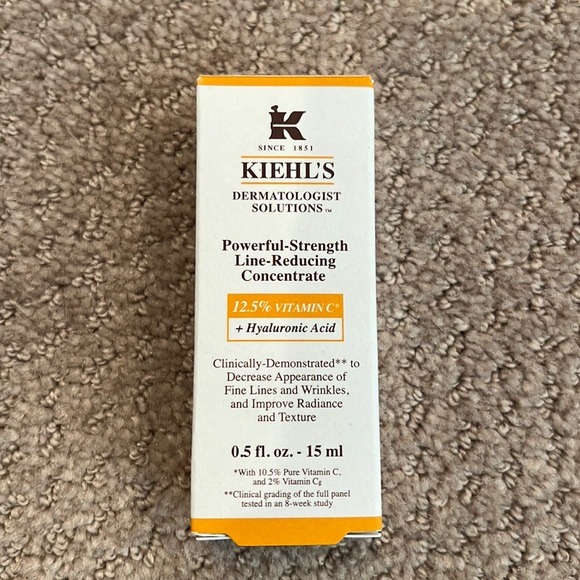 K
SINCE 1851
KIEHL'S
DERMATOLOGIST
SOLUTIONS™
Powerful-Strength
Line-Reducing
Concentrate
12.5% VITAMIN C*
+ Hyaluronic Acid
Clinically-Demonstrated** to
Decrease Appearance of
Fine Lines and Wrinkles,
and Improve Radiance
and Texture
0.5 fl. oz. - 15 ml
*With 10.5% Pure Vitamin C,
and 2% Vitamin Cg
**Clinical grading of the full panel
tested in an 8-week study